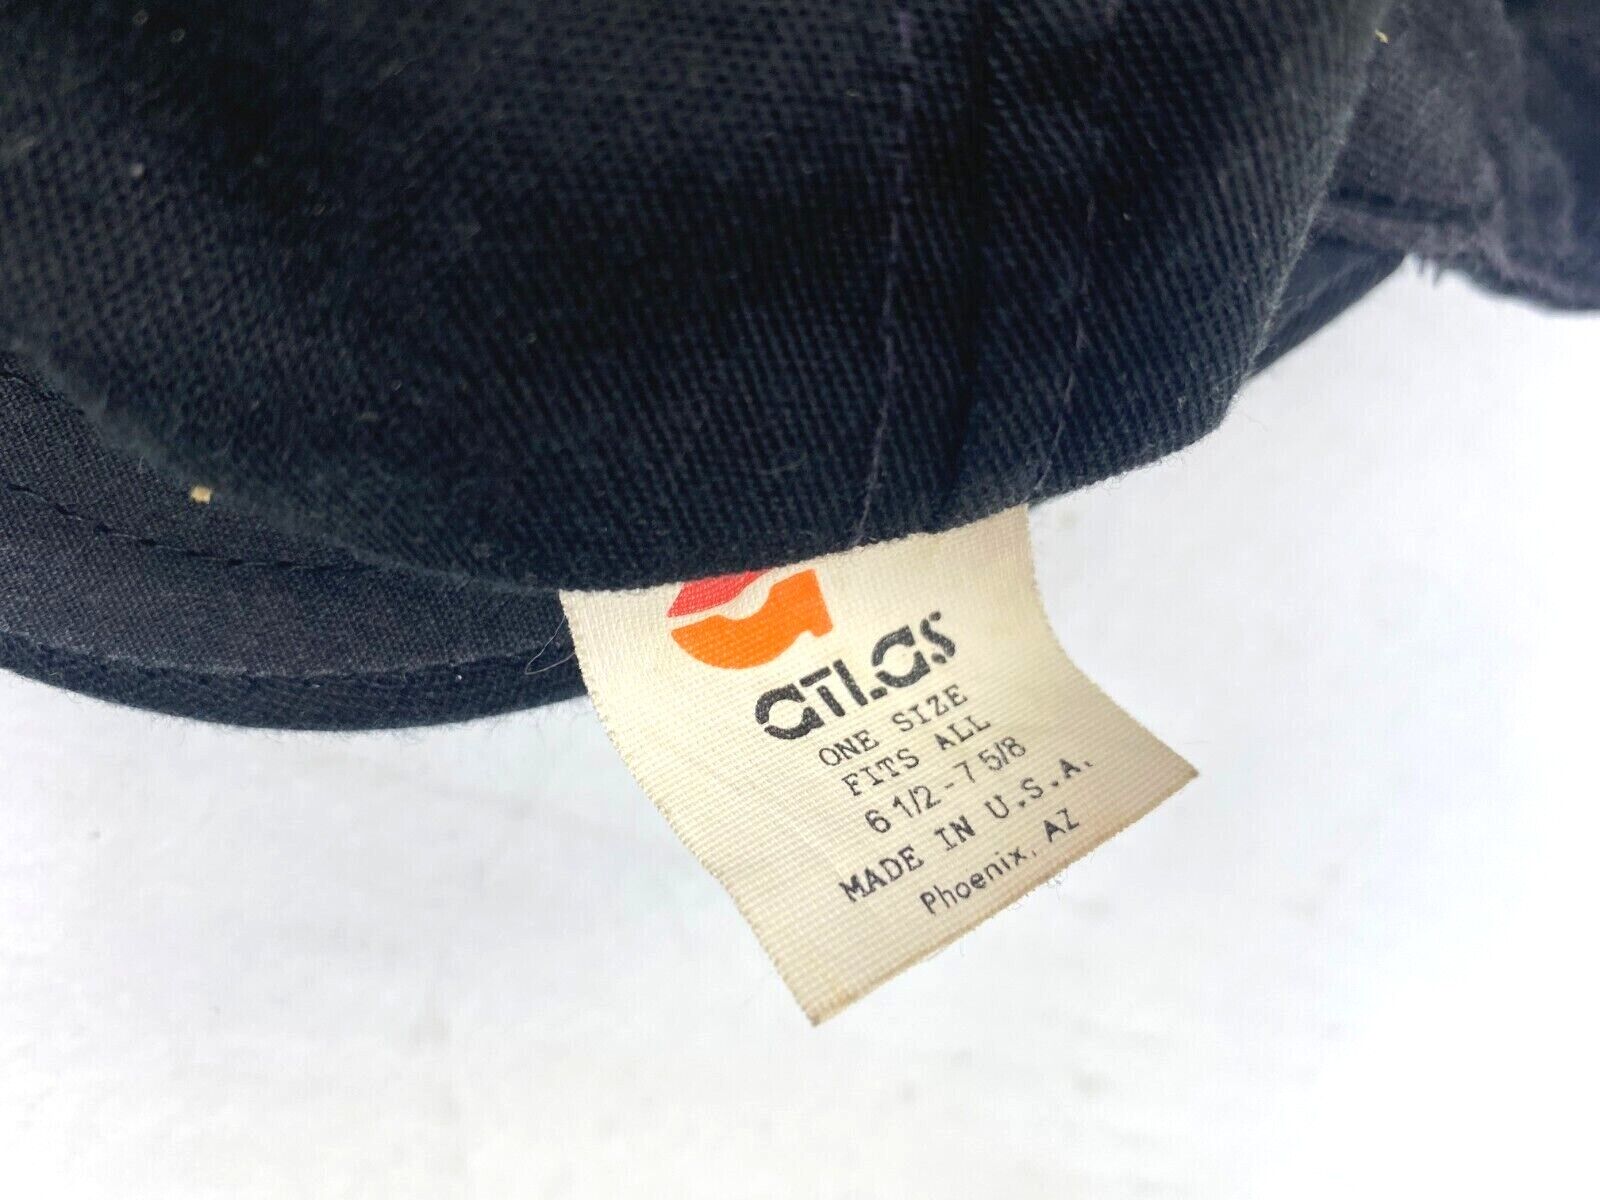 atlas
ONE SIZE
FITS ALL
6 1/2 - 7 5/8
MADE IN U.S.A.
Phoenix, AZ